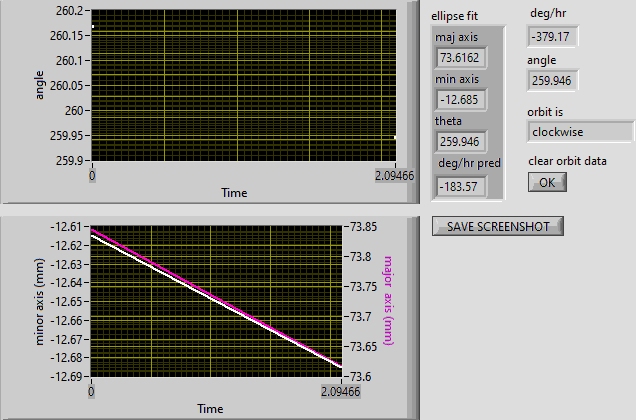 260.2
260.15
260.1
260.05
260
259.95
259.9
angle
0
2.09466
Time
-12.61
-12.62
-12.63
-12.64
-12.65
-12.66
-12.67
-12.68
-12.69
minor axis (mm)
73.85
73.8
73.75
73.7
73.65
73.6
major axis (mm)
0
2.09466
Time
ellipse fit
maj axis
73.6162
min axis
-12.685
theta
259.946
deg/hr pred
-183.57
deg/hr
-379.17
angle
259.946
orbit is
clockwise
clear orbit data
OK
SAVE SCREENSHOT